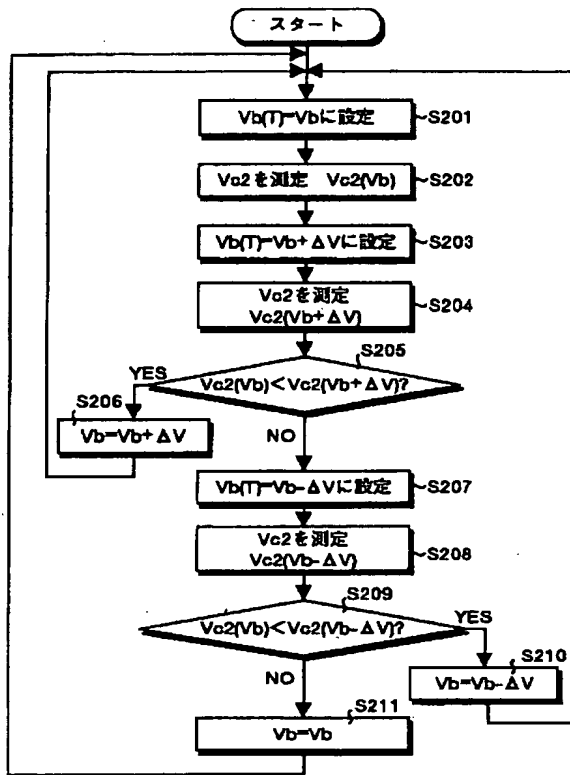 スタート
Vb(T)=Vbに設定
S201
Vc2を測定 Vc2(Vb)
S202
Vb(T)=Vb+ΔVに設定
S203
Vc2を測定
Vc2(Vb+ΔV)
S204
S205
Vc2(Vb)<Vc2(Vb+ΔV)?
YES
S206
Vb=Vb+ΔV
NO
Vb(T)=Vb-ΔVに設定
S207
Vc2を測定
Vc2(Vb-ΔV)
S208
S209
Vc2(Vb)<Vc2(Vb-ΔV)?
YES
S210
Vb=Vb-ΔV
NO
S211
Vb=Vb